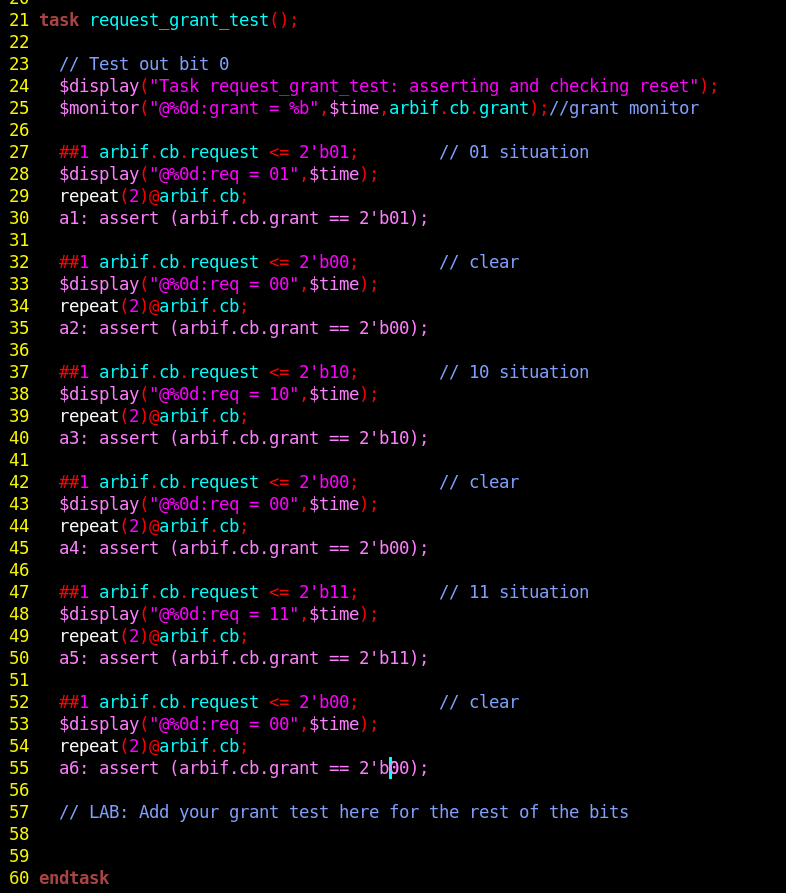 20
21 task request_grant_test();
22
23   // Test out bit 0
24   $display("Task request_grant_test: asserting and checking reset");
25   $monitor("@%0d:grant = %b",$time,arbif.cb.grant);//grant monitor
26
27   ##1 arbif.cb.request <= 2'b01;        // 01 situation
28   $display("@%0d:req = 01",$time);
29   repeat(2)@arbif.cb;
30   a1: assert (arbif.cb.grant == 2'b01);
31
32   ##1 arbif.cb.request <= 2'b00;        // clear
33   $display("@%0d:req = 00",$time);
34   repeat(2)@arbif.cb;
35   a2: assert (arbif.cb.grant == 2'b00);
36
37   ##1 arbif.cb.request <= 2'b10;        // 10 situation
38   $display("@%0d:req = 10",$time);
39   repeat(2)@arbif.cb;
40   a3: assert (arbif.cb.grant == 2'b10);
41
42   ##1 arbif.cb.request <= 2'b00;        // clear
43   $display("@%0d:req = 00",$time);
44   repeat(2)@arbif.cb;
45   a4: assert (arbif.cb.grant == 2'b00);
46
47   ##1 arbif.cb.request <= 2'b11;        // 11 situation
48   $display("@%0d:req = 11",$time);
49   repeat(2)@arbif.cb;
50   a5: assert (arbif.cb.grant == 2'b11);
51
52   ##1 arbif.cb.request <= 2'b00;        // clear
53   $display("@%0d:req = 00",$time);
54   repeat(2)@arbif.cb;
55   a6: assert (arbif.cb.grant == 2'b00);
56
57   // LAB: Add your grant test here for the rest of the bits
58
59
60 endtask